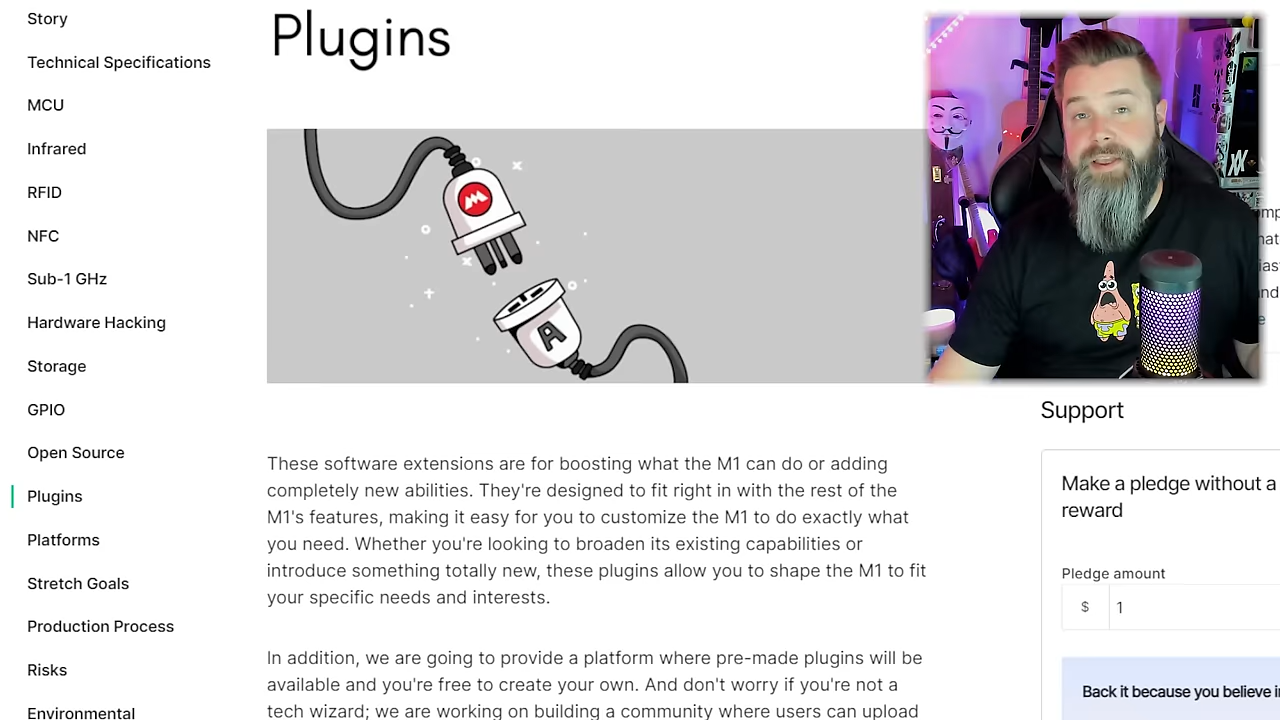 Story
Technical Specifications
MCU
Infrared
RFID
NFC
Sub-1 GHz
Hardware Hacking
Storage
GPIO
Open Source
Plugins
Platforms
Stretch Goals
Production Process
Risks
Environmental
Plugins
A
These software extensions are for boosting what the M1 can do or adding
completely new abilities. They're designed to fit right in with the rest of the
M1's features, making it easy for you to customize the M1 to do exactly what
you need. Whether you're looking to broaden its existing capabilities or
introduce something totally new, these plugins allow you to shape the M1 to fit
your specific needs and interests.
In addition, we are going to provide a platform where pre-made plugins will be
available and you're free to create your own. And don't worry if you're not a
tech wizard; we are working on building a community where users can upload
Support
Make a pledge without a
reward
Pledge amount
$ 1
Back it because you believe